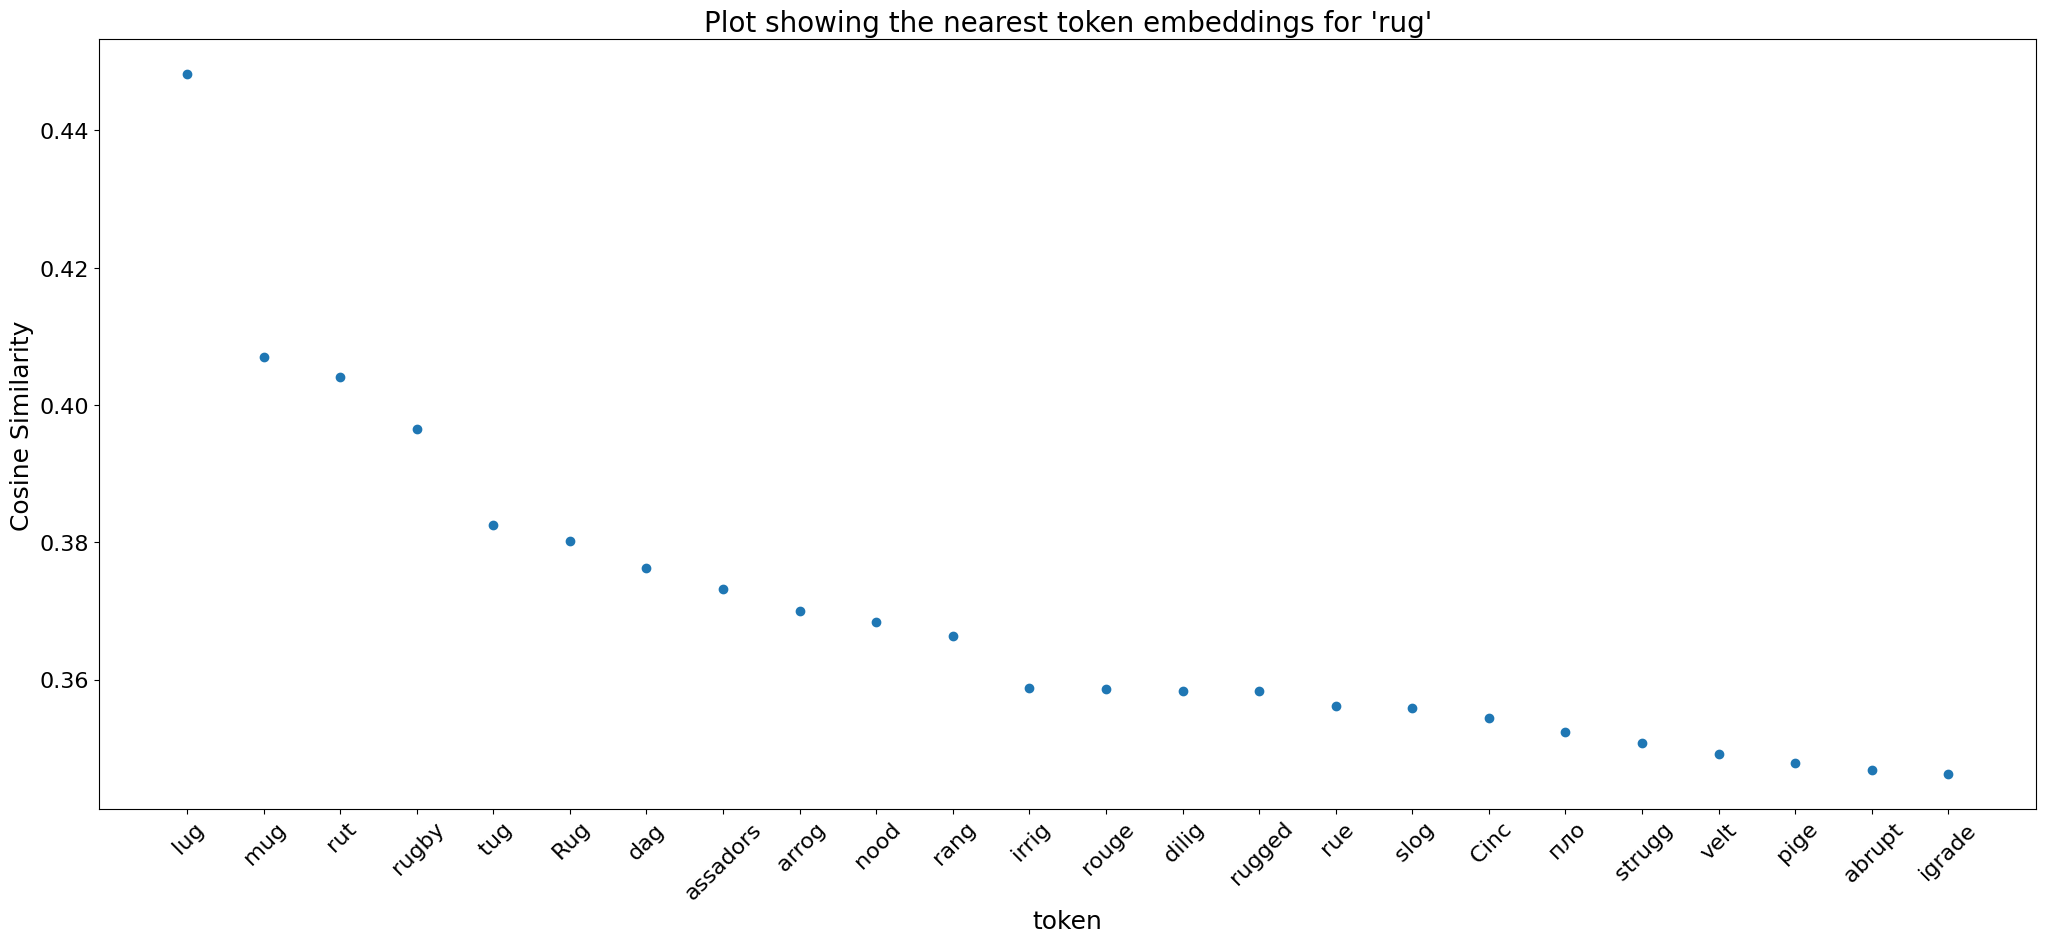 Plot showing the nearest token embeddings for 'rug'
Cosine Similarity
0.44
0.42
0.40
0.38
0.36
lug
mug
rut
rugby
tug
Rug
dag
assadors
arrog
nood
rang
irrig
rouge
dilig
rugged
rue
slog
Cinc
пло
strugg
velt
pige
abrupt
igrade
token